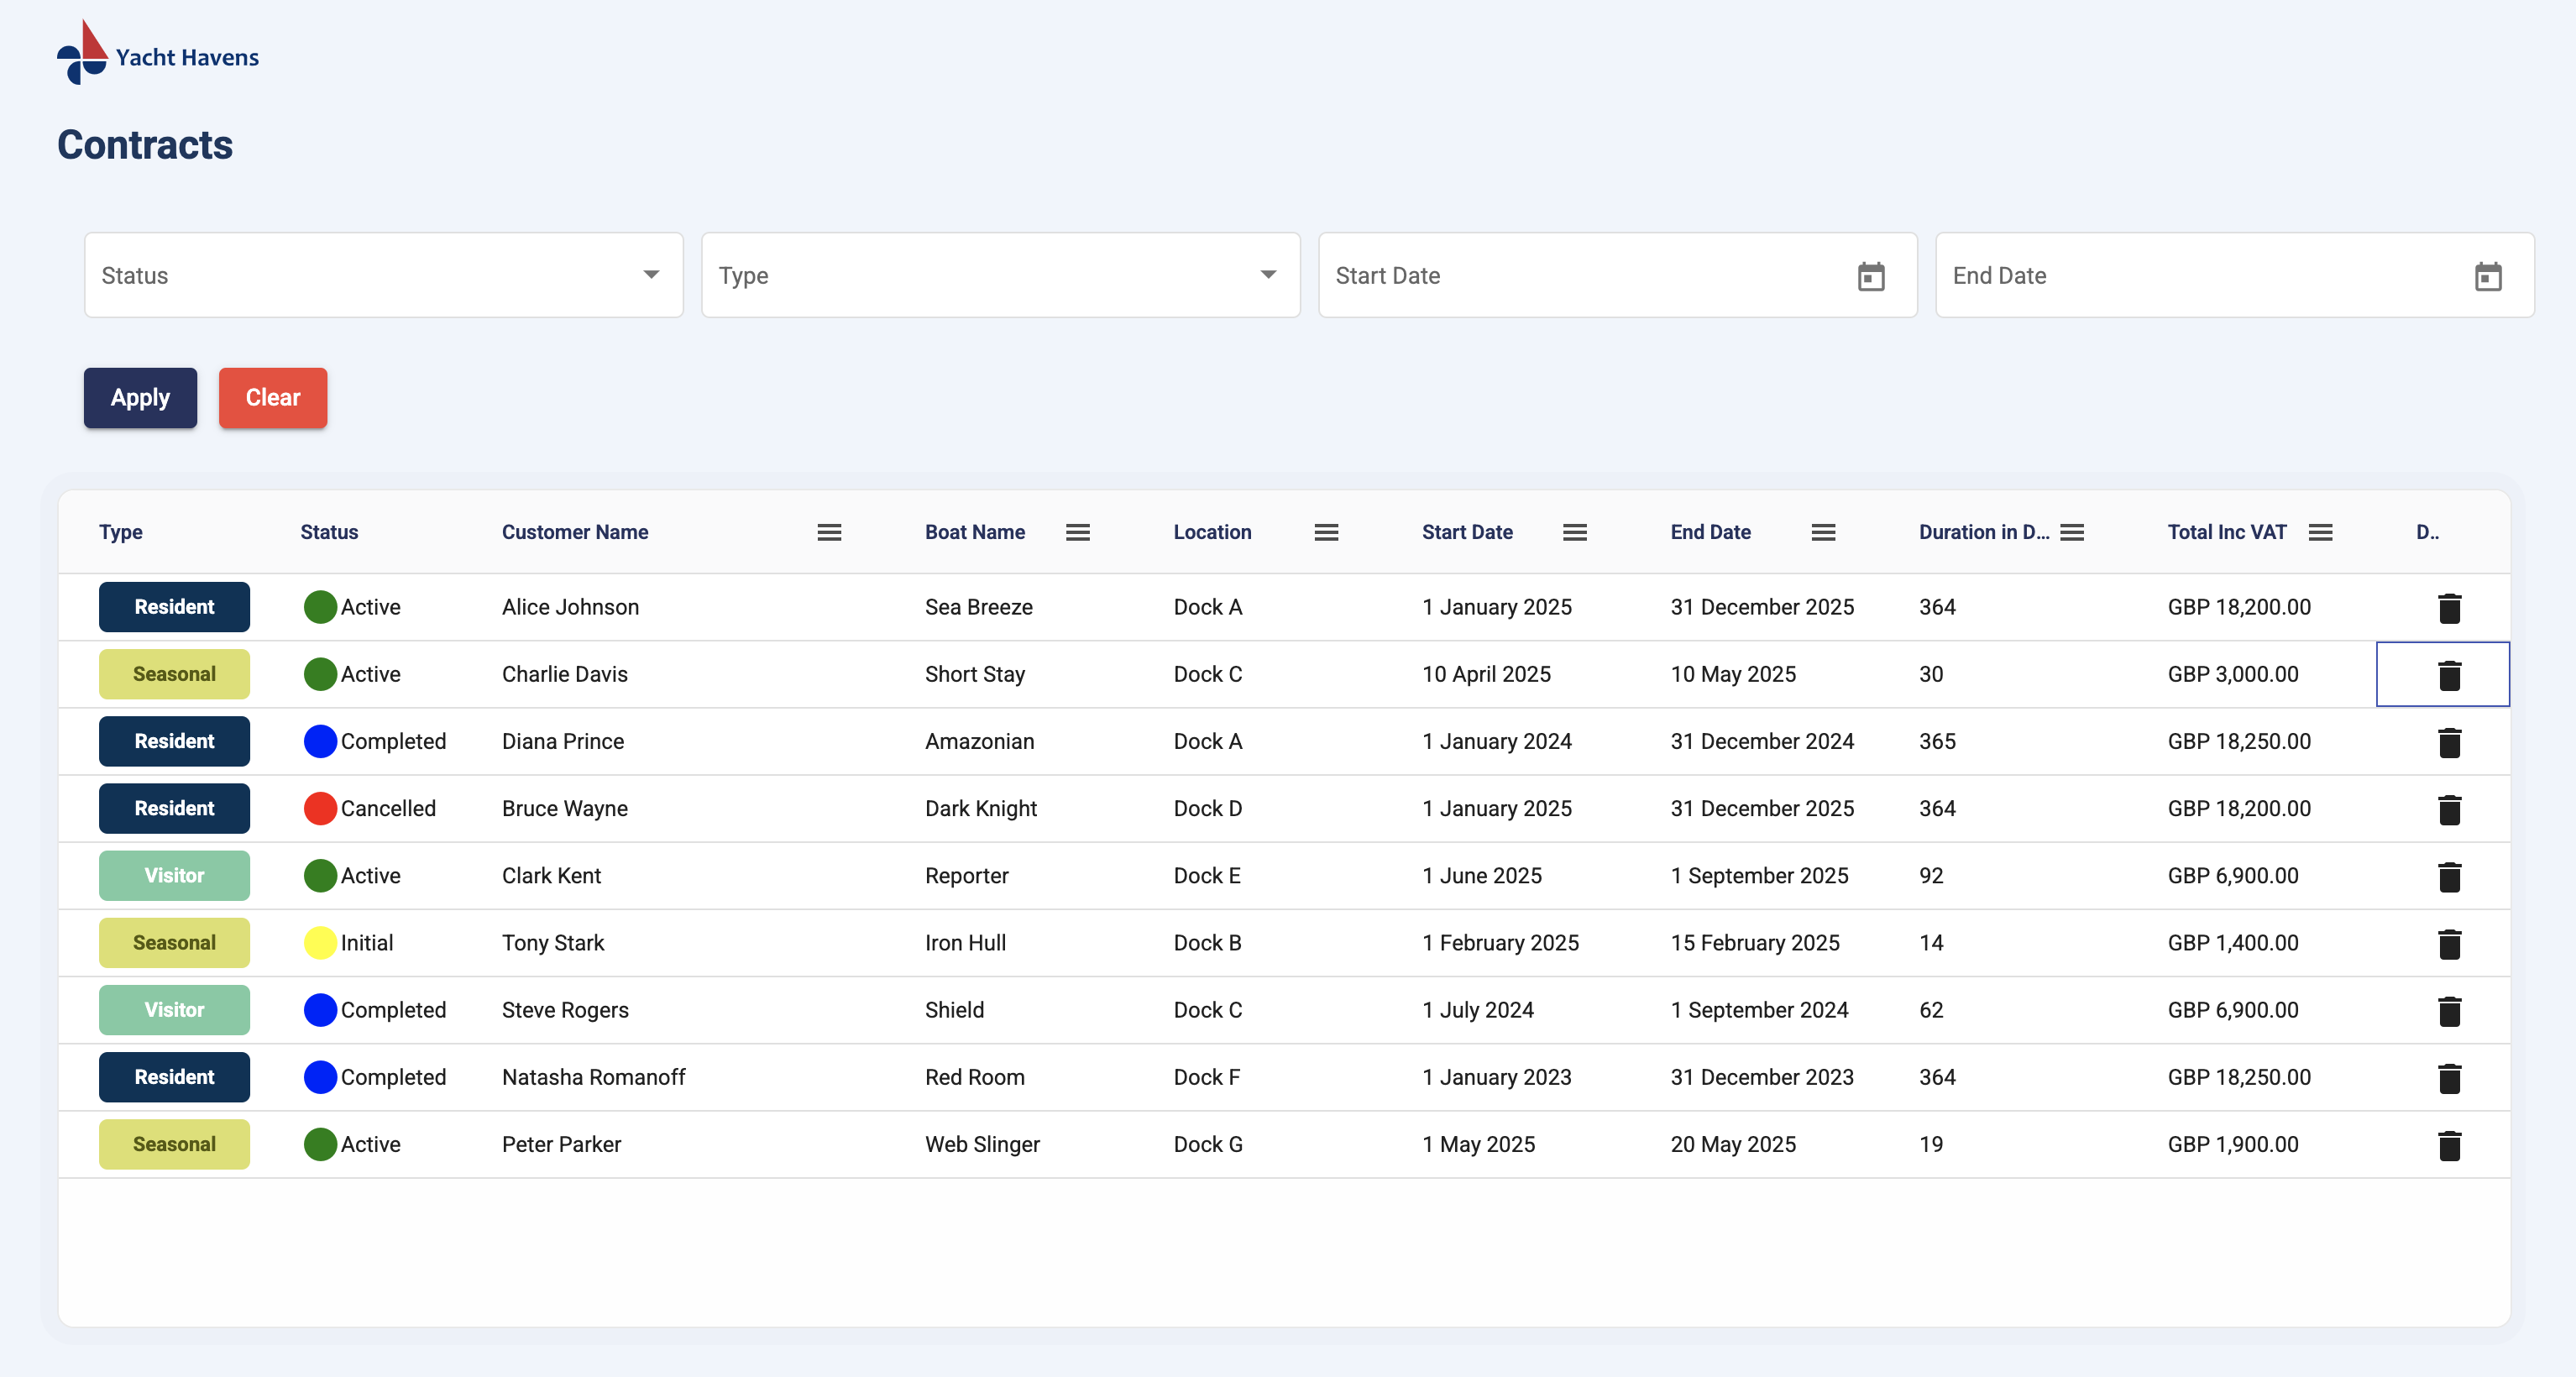 Yacht Havens
Contracts
Status Type Start Date End Date
Apply Clear
Type Status Customer Name Boat Name Location Start Date End Date Duration in D... Total Inc VAT D..
Resident Active Alice Johnson Sea Breeze Dock A 1 January 2025 31 December 2025 364 GBP 18,200.00
Seasonal Active Charlie Davis Short Stay Dock C 10 April 2025 10 May 2025 30 GBP 3,000.00
Resident Completed Diana Prince Amazonian Dock A 1 January 2024 31 December 2024 365 GBP 18,250.00
Resident Cancelled Bruce Wayne Dark Knight Dock D 1 January 2025 31 December 2025 364 GBP 18,200.00
Visitor Active Clark Kent Reporter Dock E 1 June 2025 1 September 2025 92 GBP 6,900.00
Seasonal Initial Tony Stark Iron Hull Dock B 1 February 2025 15 February 2025 14 GBP 1,400.00
Visitor Completed Steve Rogers Shield Dock C 1 July 2024 1 September 2024 62 GBP 6,900.00
Resident Completed Natasha Romanoff Red Room Dock F 1 January 2023 31 December 2023 364 GBP 18,250.00
Seasonal Active Peter Parker Web Slinger Dock G 1 May 2025 20 May 2025 19 GBP 1,900.00